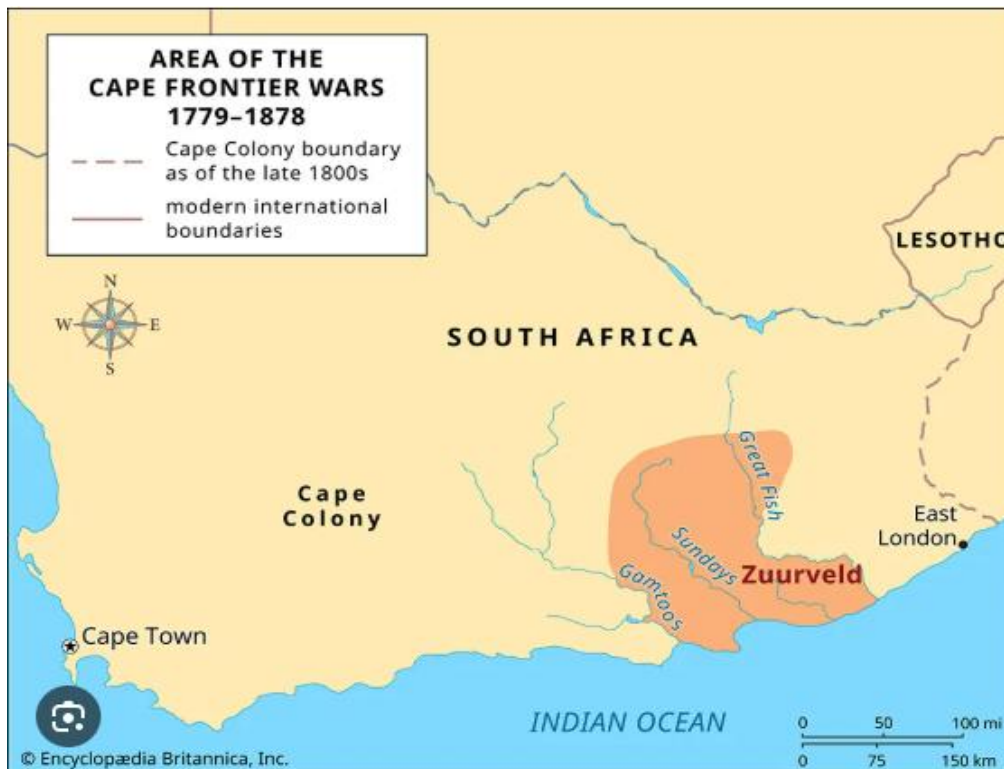 AREA OF THE
CAPE FRONTIER WARS
1779–1878
Cape Colony boundary
as of the late 1800s
modern international
boundaries
LESOTHO
N
W E
S
SOUTH AFRICA
Great Fish
Cape
Colony
East
London
Sundays
Zuurveld
Gamtoos
Cape Town
INDIAN OCEAN
0 50 100 mi
0 75 150 km
© Encyclopædia Britannica, Inc.